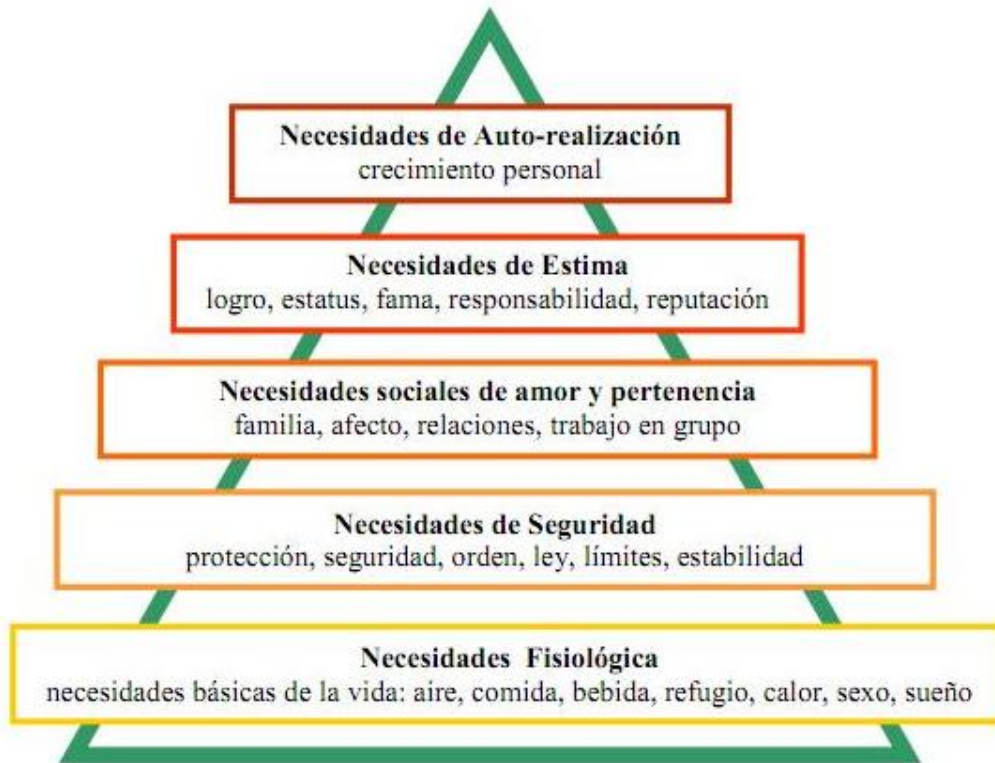 Necesidades de Auto-realización
crecimiento personal
Necesidades de Estima
logro, estatus, fama, responsabilidad, reputación
Necesidades sociales de amor y pertenencia
familia, afecto, relaciones, trabajo en grupo
Necesidades de Seguridad
protección, seguridad, orden, ley, límites, estabilidad
Necesidades Fisiológica
necesidades básicas de la vida: aire, comida, bebida, refugio, calor, sexo, sueño